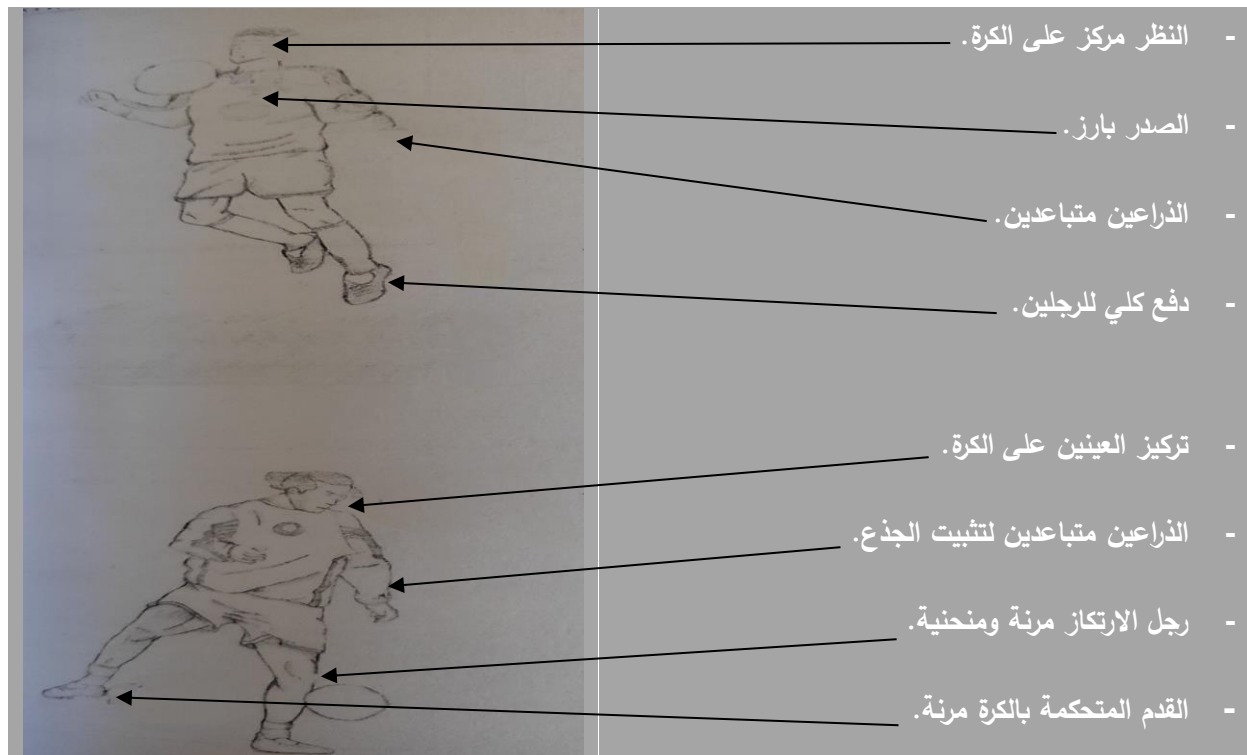 - النظر مركز على الكرة.
- الصدر بارز.
- الذراعين متباعدين.
- دفع كلي للرجلين.
- تركيز العينين على الكرة.
- الذراعين متباعدين لتثبيت الجذع.
- رجل الارتكاز مرنة ومنحنية.
- القدم المتحكمة بالكرة مرنة.